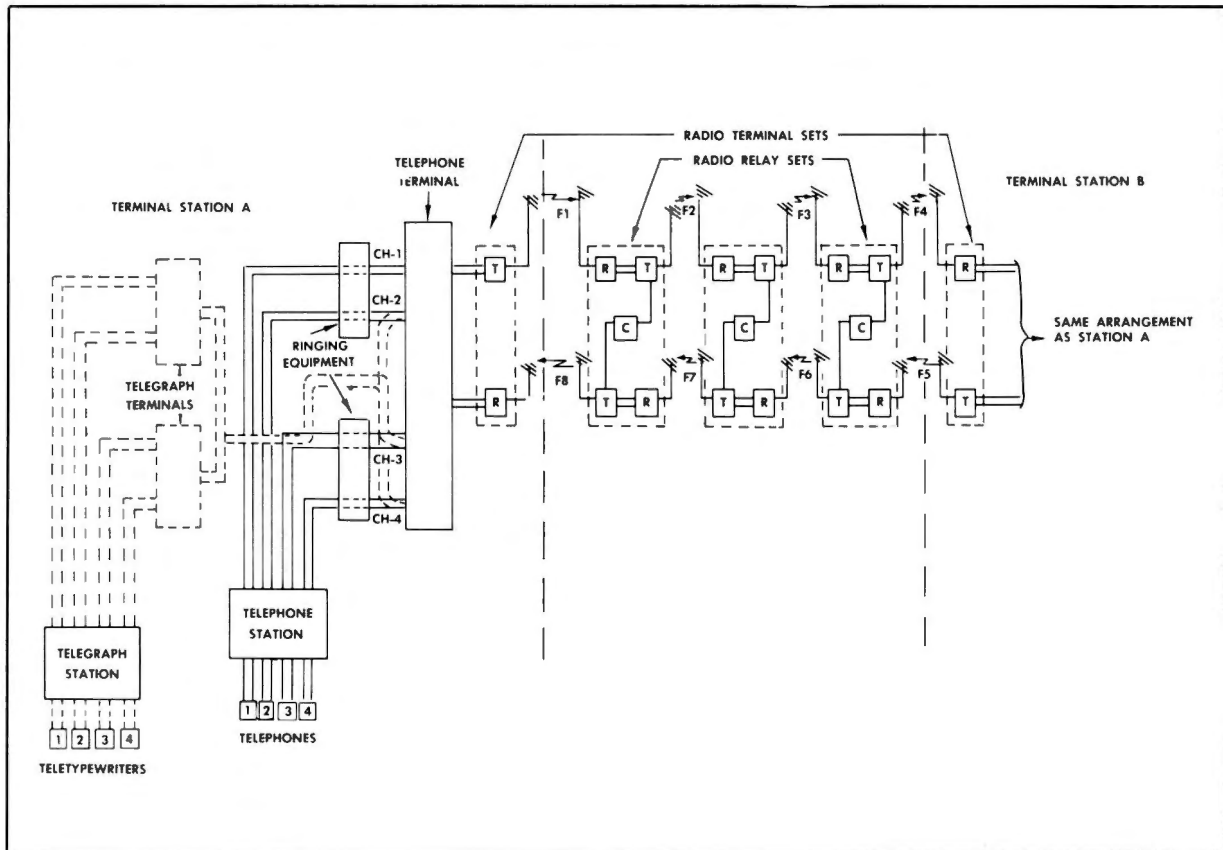 RADIO TERMINAL SETS
RADIO RELAY SETS
TELEPHONE
TERMINAL
TERMINAL STATION A
TERMINAL STATION B
F1
F2
F3
F4
CH-1
T
R
T
R
T
R
T
R
CH-2
C
C
C
SAME ARRANGEMENT
AS STATION A
RINGING
EQUIPMENT
F8
F7
F6
F5
TELEGRAPH
TERMINALS
R
T
R
T
R
T
R
T
CH-3
CH-4
TELEPHONE
STATION
TELEGRAPH
STATION
1
2
3
4
TELEPHONES
1
2
3
4
TELETYPEWRITERS